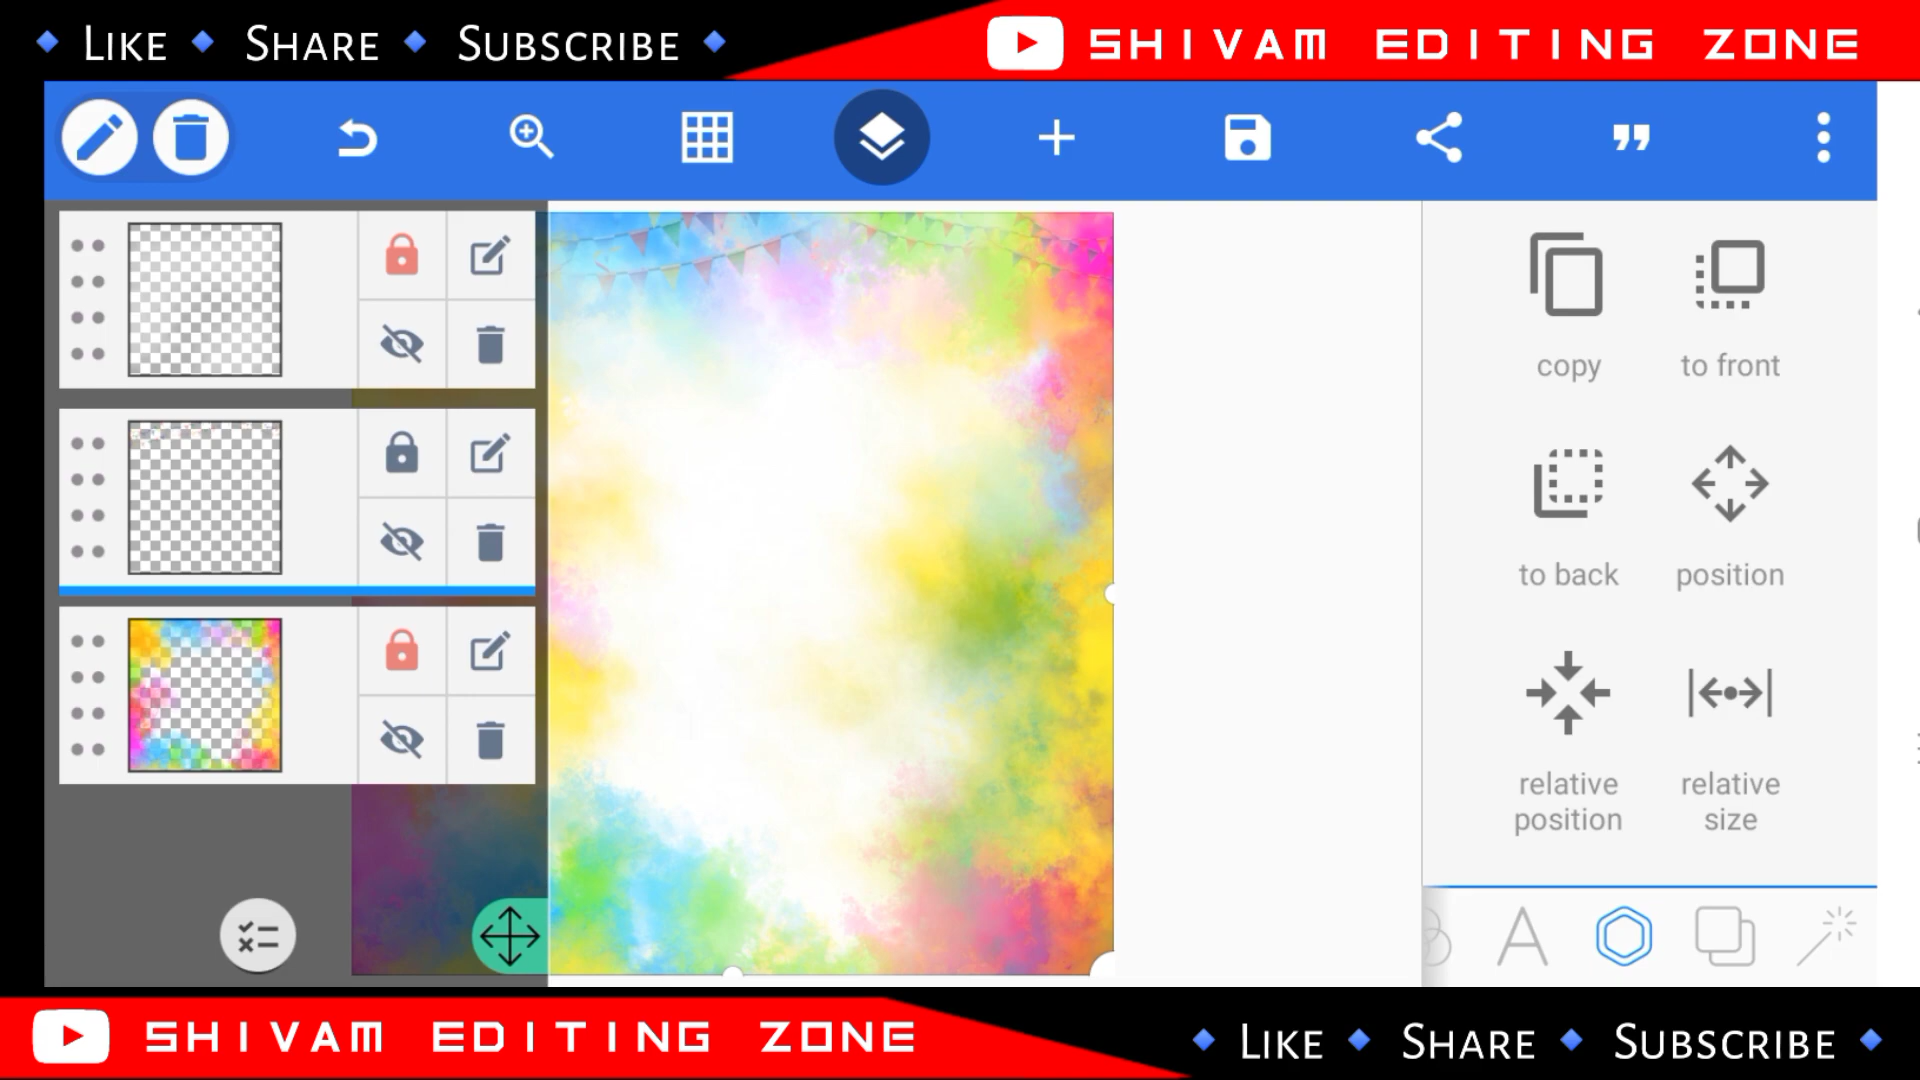 Like Share Subscribe
SHIVAM EDITING ZONE
copy
to front
to back
position
relative position
relative size
SHIVAM EDITING ZONE
Like Share Subscribe